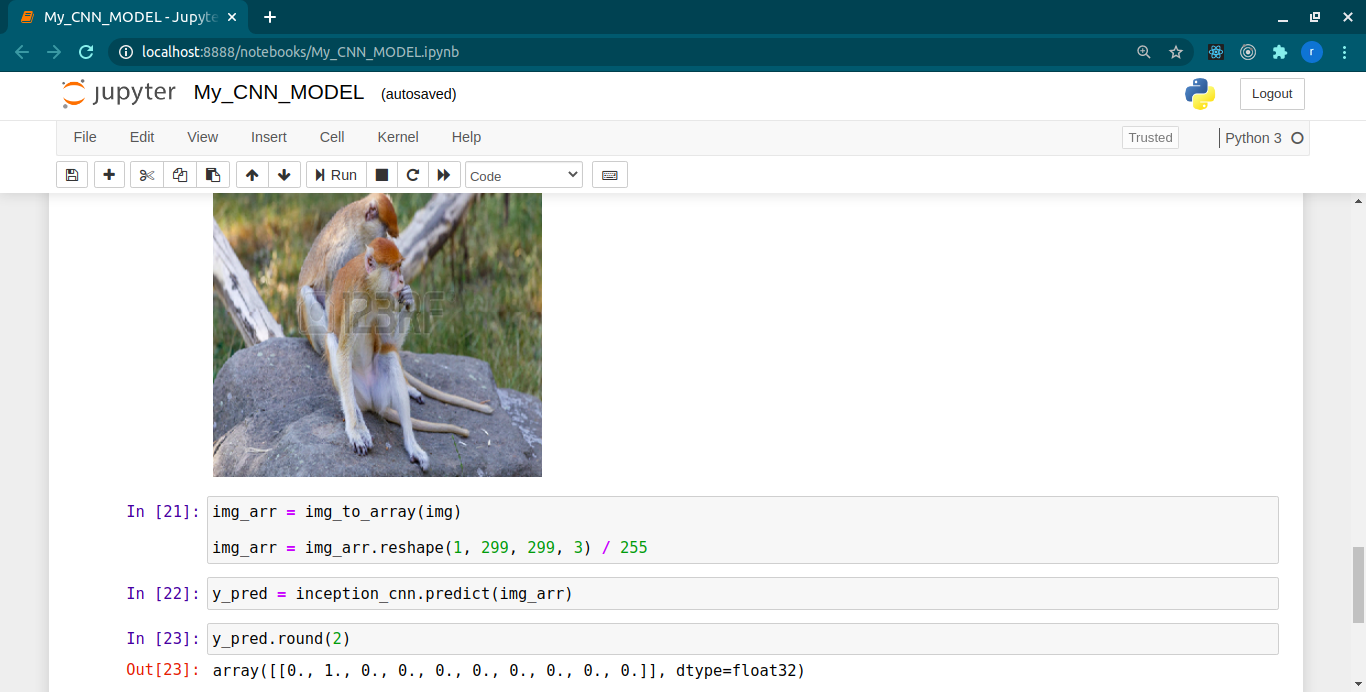 My_CNN_MODEL - Jupyte
localhost:8888/notebooks/My_CNN_MODEL.ipynb
r
jupyter My_CNN_MODEL (autosaved)
Logout
File Edit View Insert Cell Kernel Help
Trusted
Python 3
Run
Code
123RF
In [21]: img_arr = img_to_array(img)
img_arr = img_arr.reshape(1, 299, 299, 3) / 255
In [22]: y_pred = inception_cnn.predict(img_arr)
In [23]: y_pred.round(2)
Out[23]: array([[0., 1., 0., 0., 0., 0., 0., 0., 0., 0.]], dtype=float32)